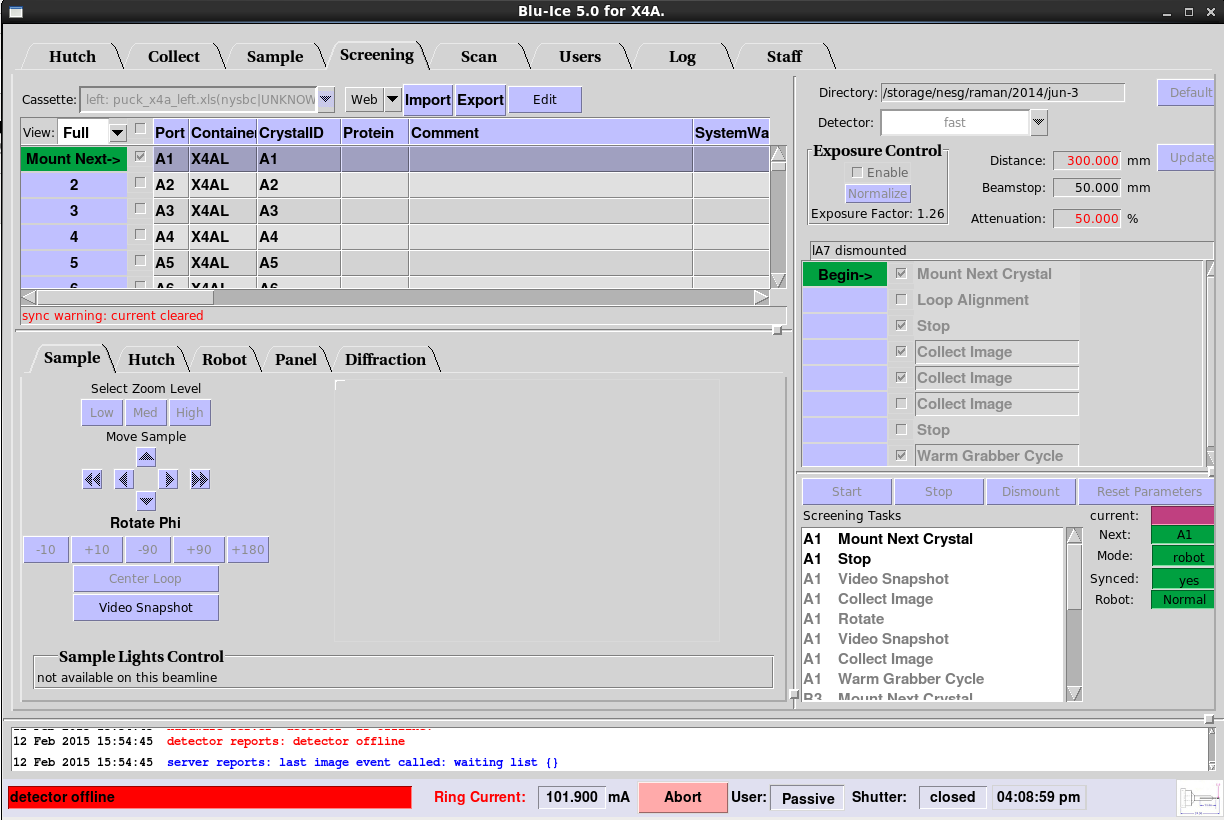 Blu-Ice 5.0 for X4A.
Hutch Collect Sample Screening Scan Users Log Staff
Cassette: left: puck_x4a_left.xls(nysbc|UNKNOW Web Import Export Edit
View: Full Port Containe CrystalID Protein Comment SystemWa
Mount Next-> A1 X4AL A1
2 A2 X4AL A2
3 A3 X4AL A3
4 A4 X4AL A4
5 A5 X4AL A5
6 A6 X4AL A6
sync warning: current cleared
Directory: /storage/nesg/raman/2014/jun-3 Default
Detector: fast
Exposure Control
Enable
Normalize
Exposure Factor: 1.26
Distance: 300.000 mm Update
Beamstop: 50.000 mm
Attenuation: 50.000 %
lA7 dismounted
Begin-> Mount Next Crystal
Loop Alignment
Stop
Collect Image
Collect Image
Collect Image
Stop
Warm Grabber Cycle
Sample Hutch Robot Panel Diffraction
Select Zoom Level
Low Med High
Move Sample
Rotate Phi
-10 +10 -90 +90 +180
Center Loop
Video Snapshot
Sample Lights Control
not available on this beamline
Start Stop Dismount Reset Parameters
Screening Tasks
A1 Mount Next Crystal
A1 Stop
A1 Video Snapshot
A1 Collect Image
A1 Rotate
A1 Video Snapshot
A1 Collect Image
A1 Warm Grabber Cycle
Mount Next Crystal
current:
Next: A1
Mode: robot
Synced: yes
Robot: Normal
12 Feb 2015 15:54:45 detector reports: detector offline
12 Feb 2015 15:54:45 server reports: last image event called: waiting list {}
detector offline Ring Current: 101.900 mA Abort User: Passive Shutter: closed 04:08:59 pm